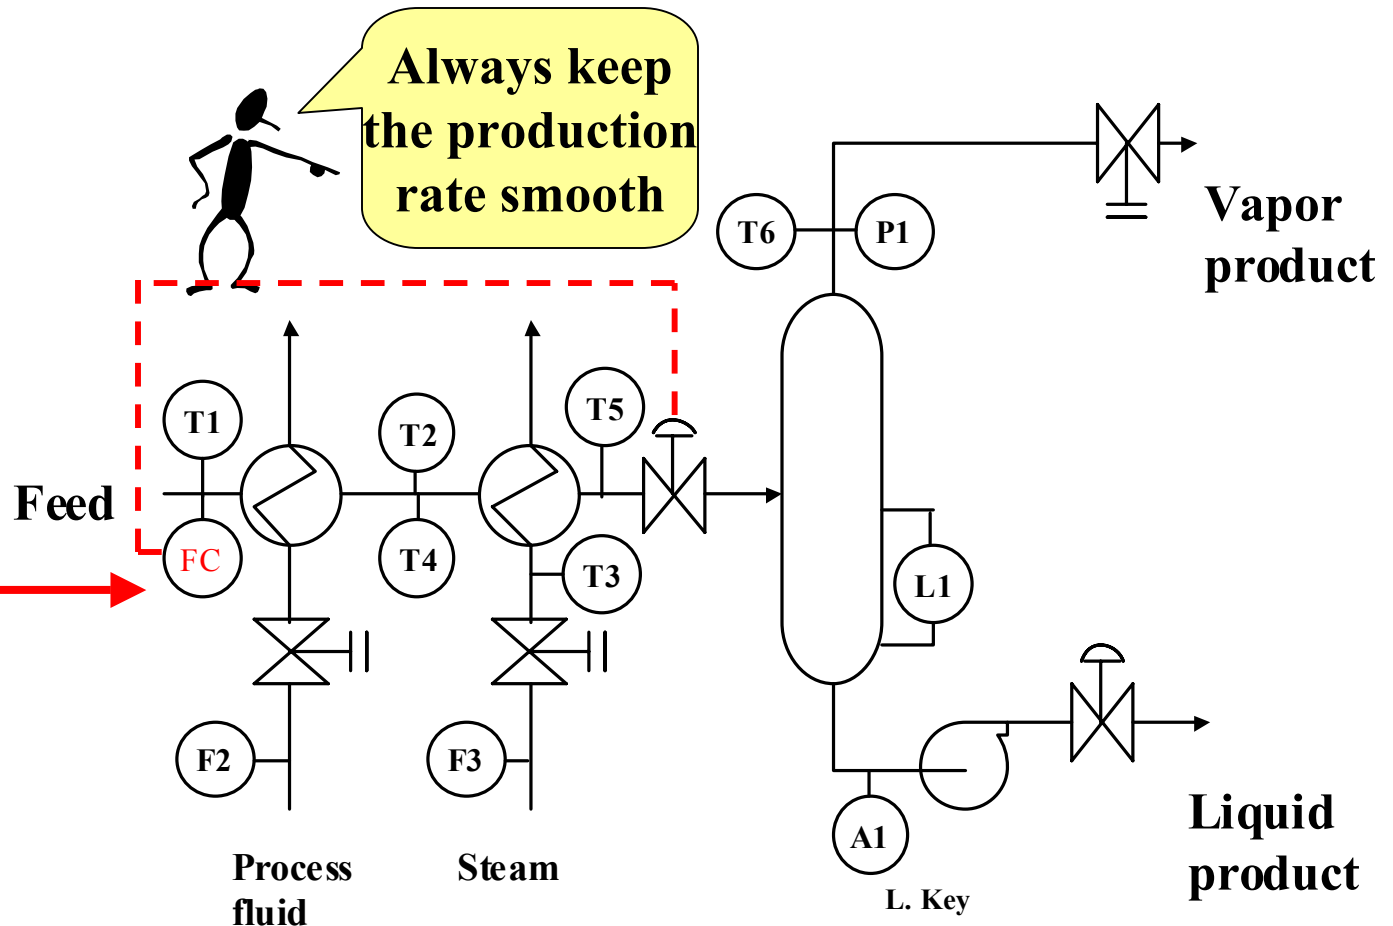 Always keep
the production
rate smooth
Vapor
product
T6
P1
T1
T2
T5
Feed
FC
T4
T3
L1
F2
F3
A1
Process
fluid
Steam
L. Key
Liquid
product